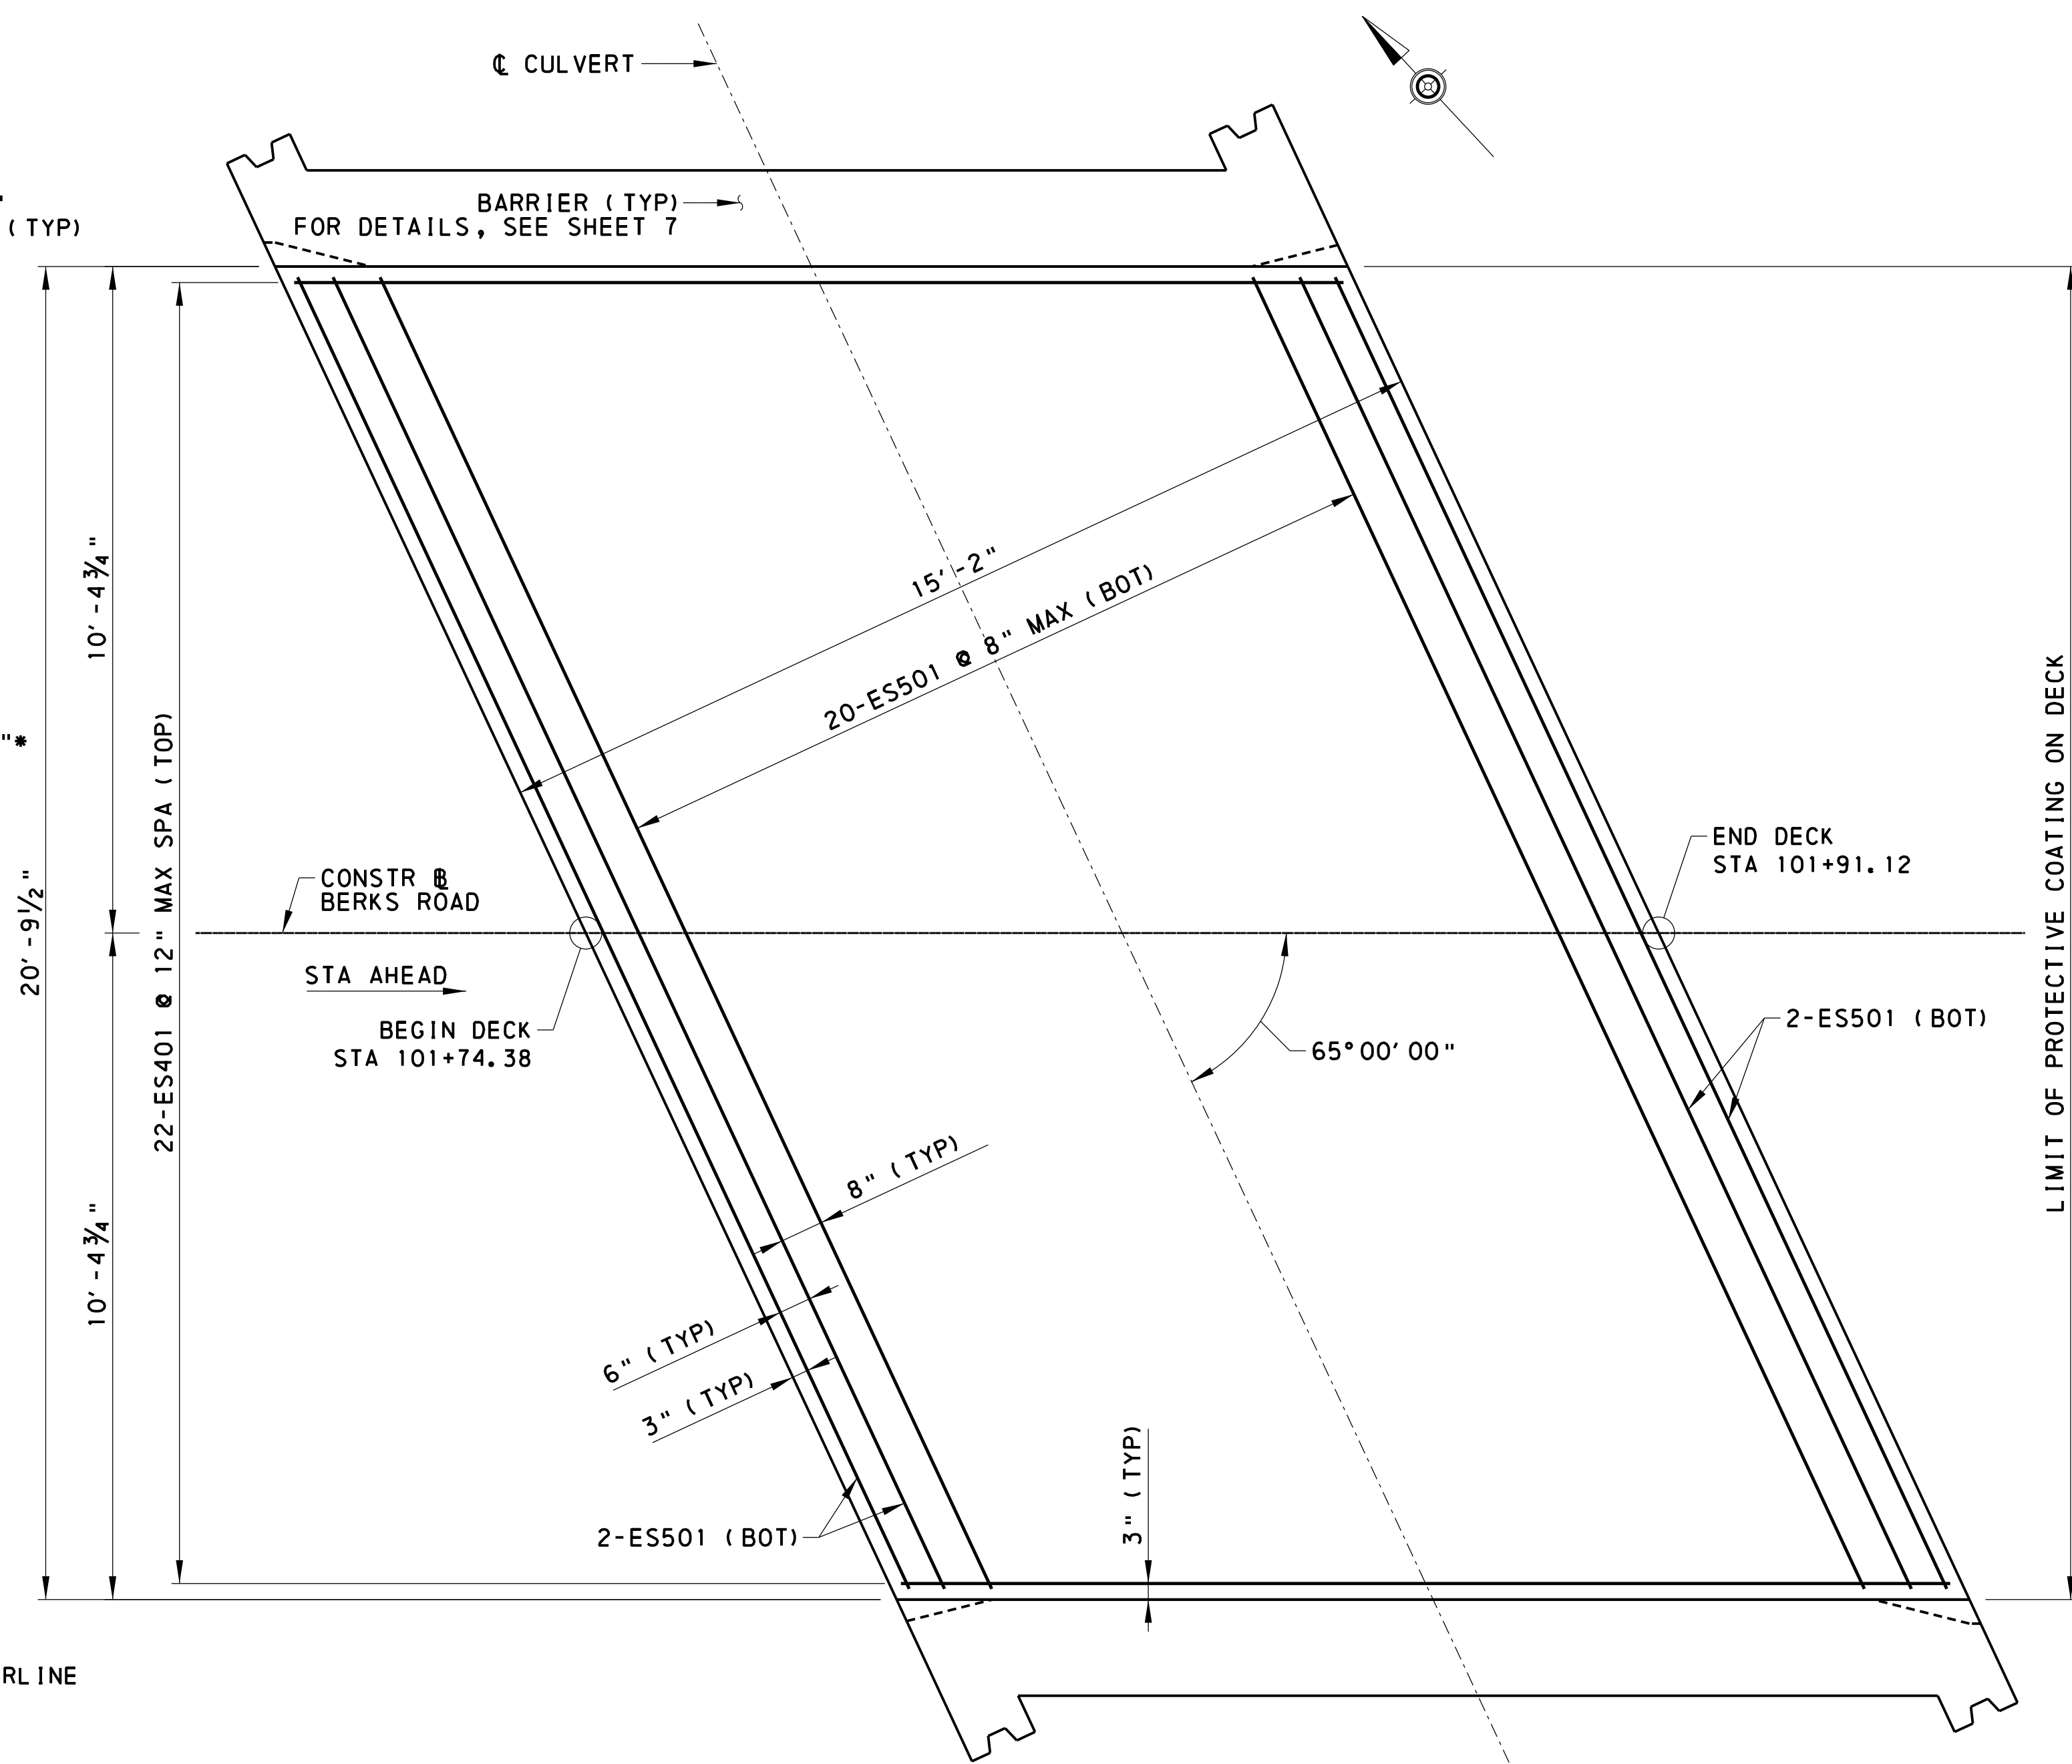 ℄ CULVERT
BARRIER (TYP)
FOR DETAILS, SEE SHEET 7
(TYP)
10'-4¾"
20'-9½"
22-ES401 @ 12" MAX SPA (TOP)
10'-4¾"
"*
15'-2"
20-ES501 @ 8" MAX (BOT)
CONSTR B
BERKS ROAD
STA AHEAD
BEGIN DECK
STA 101+74.38
END DECK
STA 101+91.12
2-ES501 (BOT)
65°00'00"
LIMIT OF PROTECTIVE COATING ON DECK
8" (TYP)
6" (TYP)
3" (TYP)
3" (TYP)
2-ES501 (BOT)
RLINE